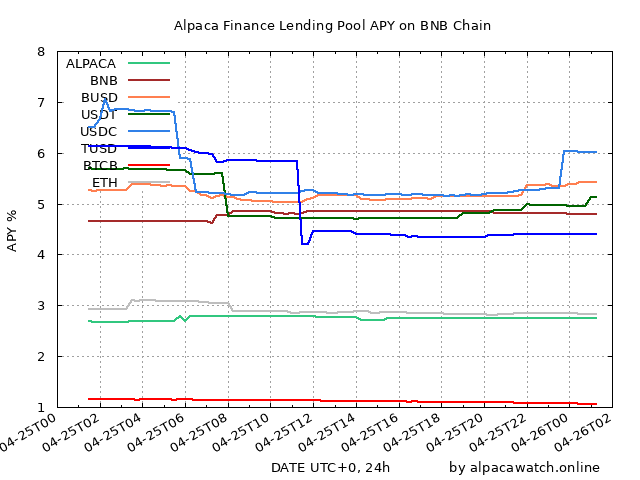 Alpaca Finance Lending Pool APY on BNB Chain
8
7
6
5
4
3
2
1
APY %
ALPACA
BNB
BUSD
USDT
USDC
TUSD
BTCB
ETH
04-25T00
04-25T02
04-25T04
04-25T06
04-25T08
04-25T10
04-25T12
04-25T14
04-25T16
04-25T18
04-25T20
04-25T22
04-26T00
04-26T02
DATE UTC+0, 24h
by alpacawatch.online